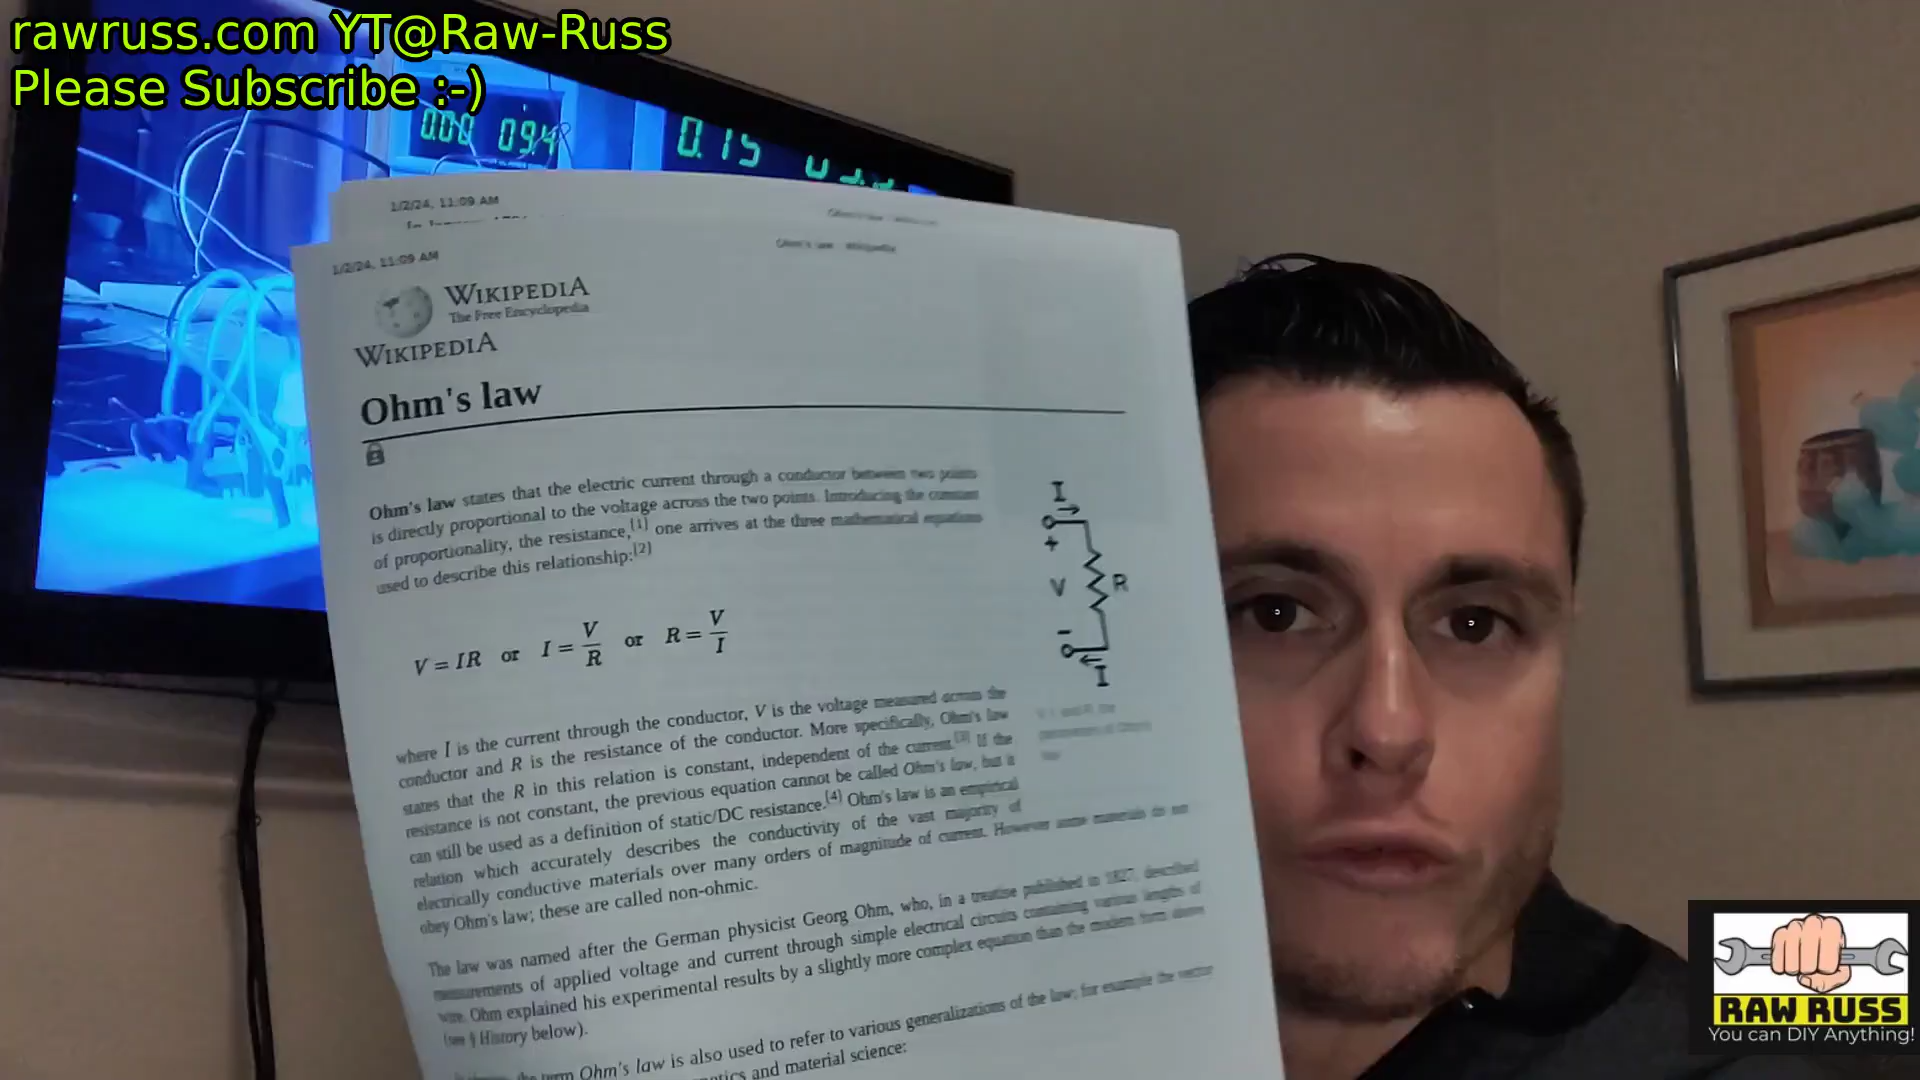 rawruss.com YT@Raw-Russ
Please Subscribe :-)
0.00 09.4
0.15
1/2/24, 11:09 AM
1/2/24, 11:09 AM
Ohm's law - Wikipedia
WIKIPEDIA
The Free Encyclopedia
WIKIPEDIA
Ohm's law
Ohm's law states that the electric current through a conductor between two points
is directly proportional to the voltage across the two points. Introducing the constant
of proportionality, the resistance,[1] one arrives at the three mathematical equations
used to describe this relationship:[2]
V = IR or I = V/R or R = V/I
I
+
V
R
-
I
where I is the current through the conductor, V is the voltage measured across the
conductor and R is the resistance of the conductor. More specifically, Ohm's law
states that the R in this relation is constant, independent of the current.[3] If the
resistance is not constant, the previous equation cannot be called Ohm's law, but it
can still be used as a definition of static/DC resistance.[4] Ohm's law is an empirical
relation which accurately describes the conductivity of the vast majority of
electrically conductive materials over many orders of magnitude of current. However some materials do not
obey Ohm's law; these are called non-ohmic.
The law was named after the German physicist Georg Ohm, who, in a treatise published in 1827, described
measurements of applied voltage and current through simple electrical circuits containing various lengths of
wire. Ohm explained his experimental results by a slightly more complex equation than the modern form above
(see § History below).
term Ohm's law is also used to refer to various generalizations of the law; for example the vector
and material science:
RAW RUSS
You can DIY Anything!